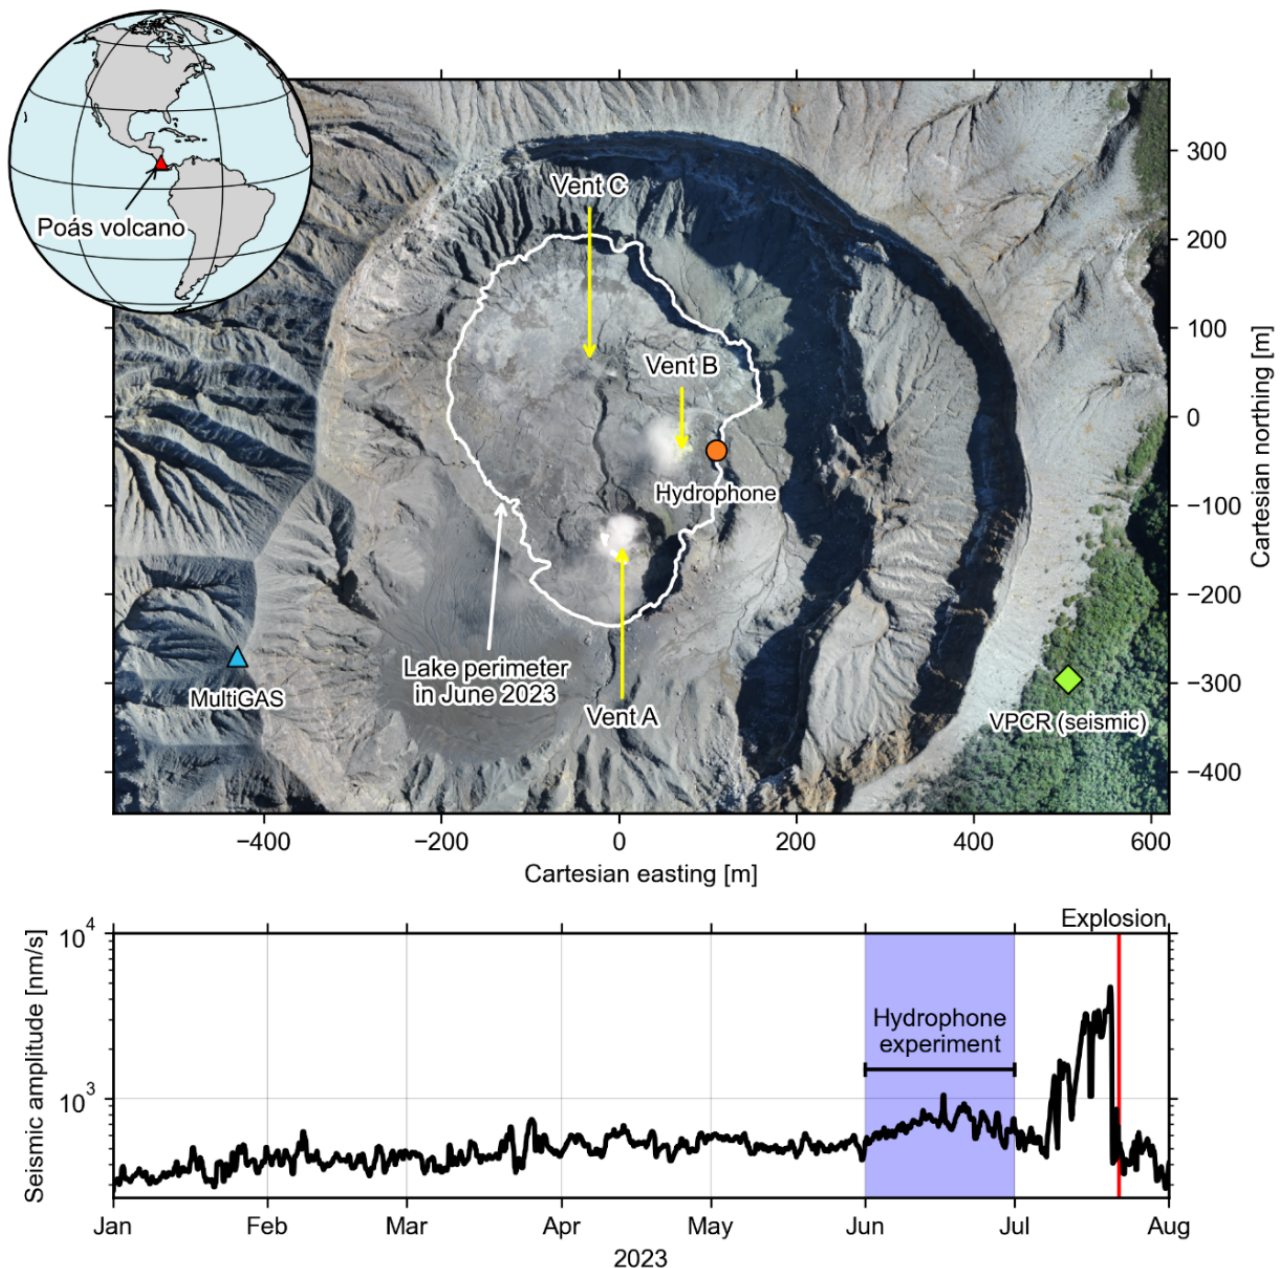 Poás volcano
Vent C
Vent B
Hydrophone
Lake perimeter
in June 2023
Vent A
MultiGAS
VPCR (seismic)
300
200
100
0
−100
−200
−300
−400
Cartesian northing [m]
−400
−200
0
200
400
600
Cartesian easting [m]
Explosion
10⁴
10³
Seismic amplitude [nm/s]
Hydrophone
experiment
Jan
Feb
Mar
Apr
May
Jun
Jul
Aug
2023